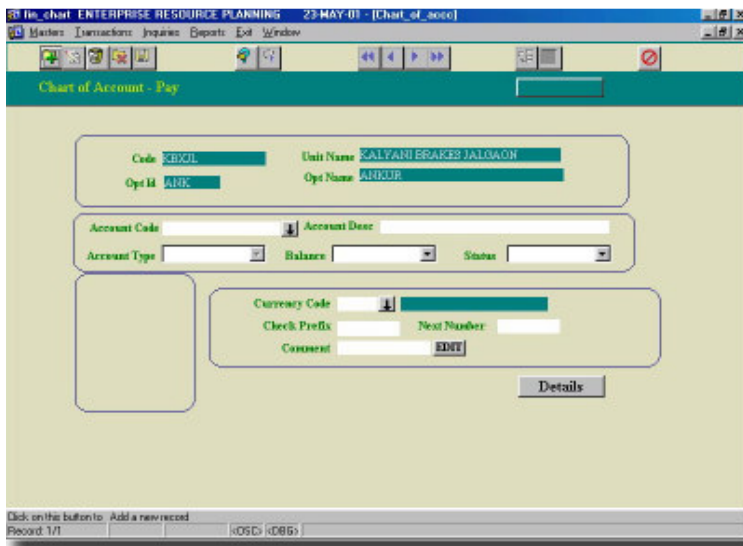 fin_chart ENTERPRISE RESOURCE PLANNING 23-MAY-01 - [Chart_of_accc]
Masters Transactions Inquiries Reports Exit Window
Chart of Account - Pay
Code KBXJL Unit Name KALYANI BRAKES JALGAON
Opt Id ANK Opt Name ANKUR
Account Code Account Desc
Account Type Balance Status
Currency Code
Check Prefix Next Number
Comment EDIT
Details
Click on this button to Add a new record
Record: 1/1 <OSC> <DBG>